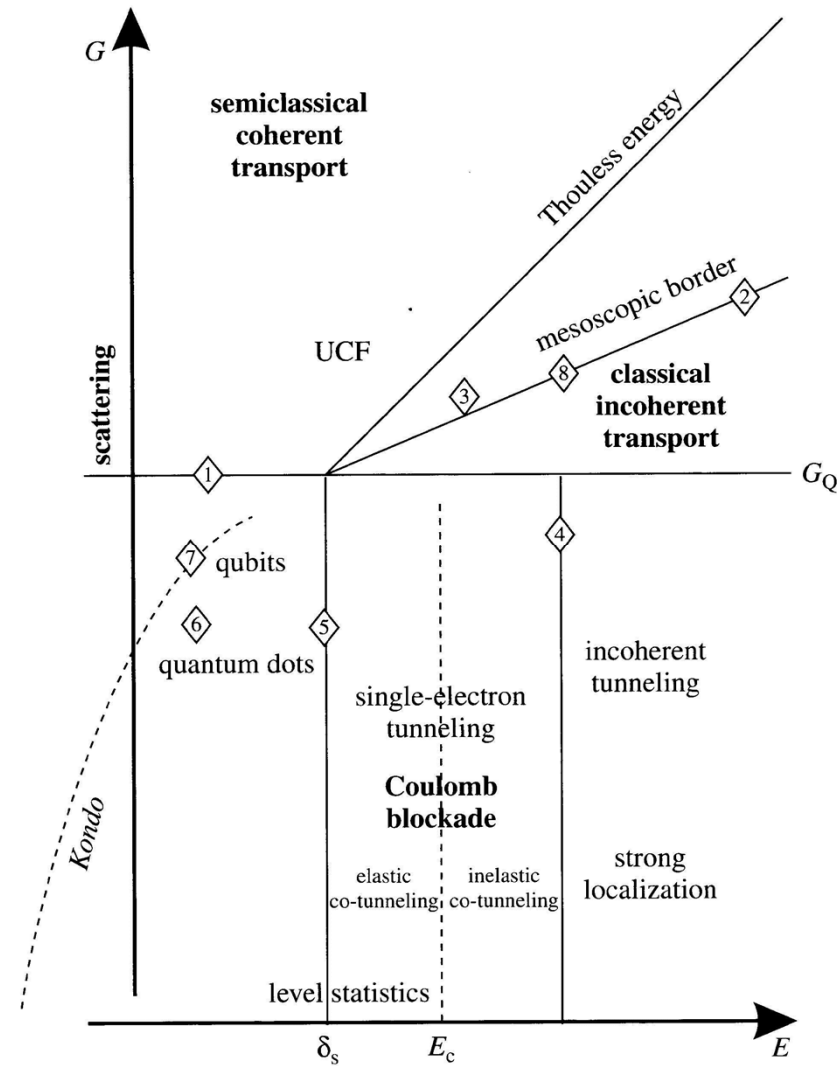 G
semiclassical
coherent
transport
Thouless energy
mesoscopic border
2
UCF
8
3
classical
incoherent
transport
scattering
1
G_Q
4
7
qubits
6
5
quantum dots
incoherent
tunneling
single-electron
tunneling
Coulomb
blockade
Kondo
elastic
co-tunneling
inelastic
co-tunneling
strong
localization
level statistics
δ_s
E_c
E